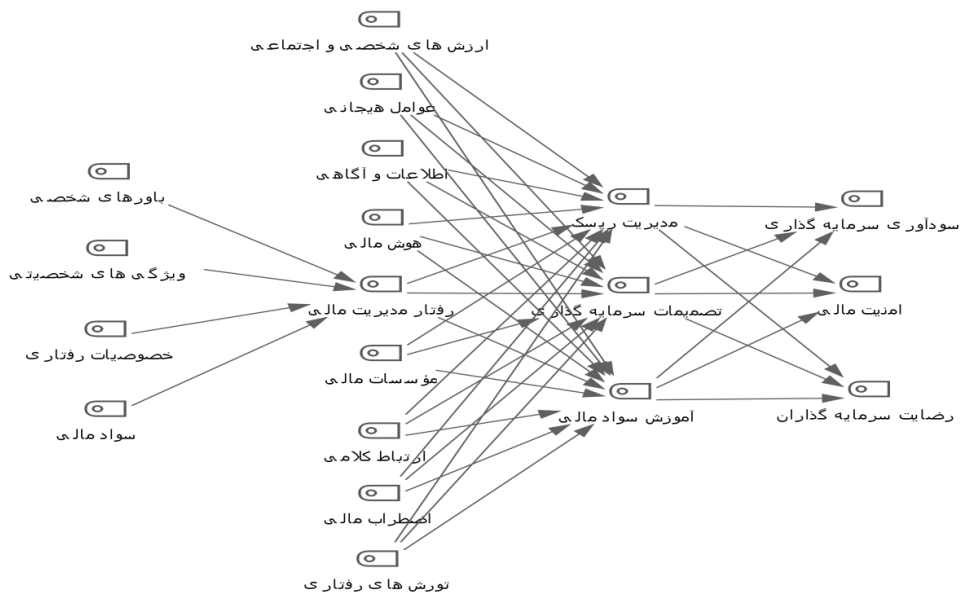 ارزش های شخصی و اجتماعی
عوامل هیجانی
اطلاعات و آگاهی
باورهای شخصی
مدیریت ریسک
سودآوری سرمایه گذاری
هوش مالی
ویژگی های شخصیتی
رفتار مدیریت مالی
تصمیمات سرمایه گذاری
امنیت مالی
خصوصیات رفتاری
مؤسسات مالی
آموزش سواد مالی
رضایت سرمایه گذاران
سواد مالی
ارتباط کلامی
اضطراب مالی
تورش های رفتاری